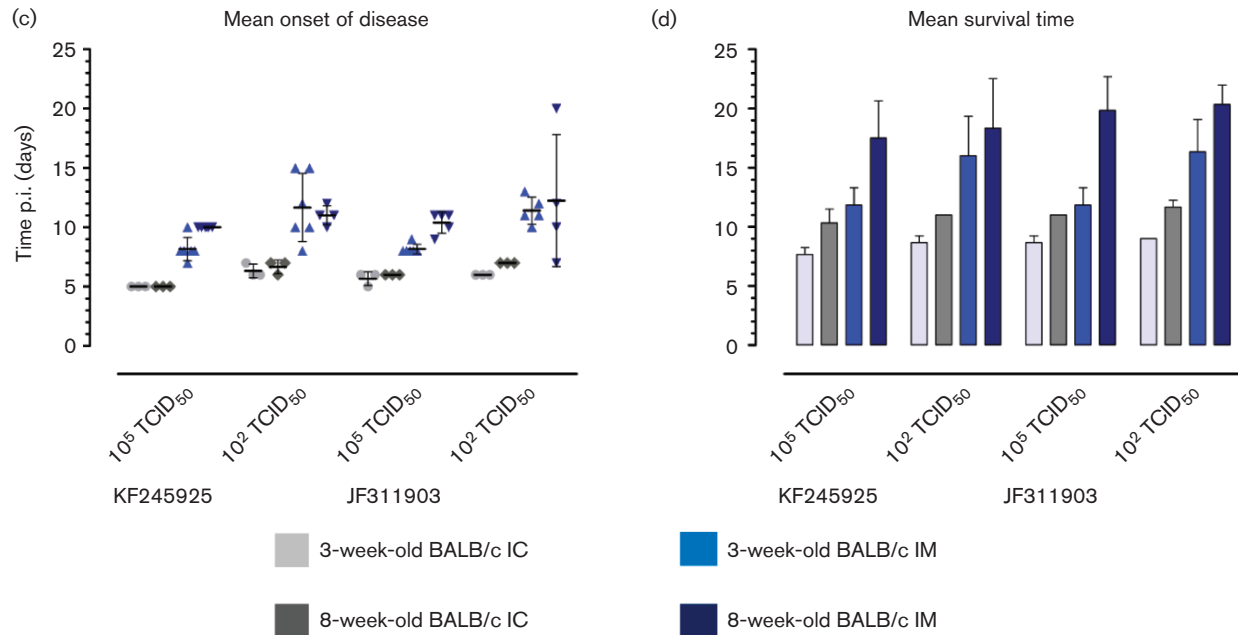 (c) Mean onset of disease
25
20
15
10
5
0
Time p.i. (days)
10⁵ TCID₅₀
10² TCID₅₀
10⁵ TCID₅₀
10² TCID₅₀
KF245925 JF311903
(d) Mean survival time
25
20
15
10
5
0
10⁵ TCID₅₀
10² TCID₅₀
10⁵ TCID₅₀
10² TCID₅₀
KF245925 JF311903
3-week-old BALB/c IC
3-week-old BALB/c IM
8-week-old BALB/c IC
8-week-old BALB/c IM